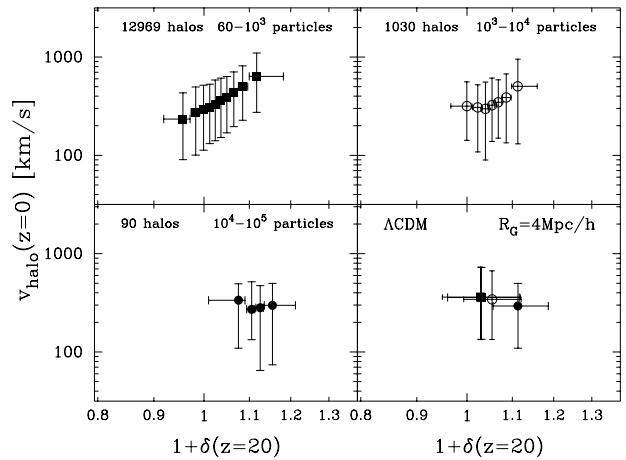 12969 halos 60−10³ particles
1030 halos 10³−10⁴ particles
1000
100
90 halos 10⁴−10⁵ particles
ΛCDM R_G=4Mpc/h
1000
100
v_halo(z=0) [km/s]
0.8 0.9 1 1.1 1.2 1.3
0.8 0.9 1 1.1 1.2 1.3
1+δ(z=20)
1+δ(z=20)